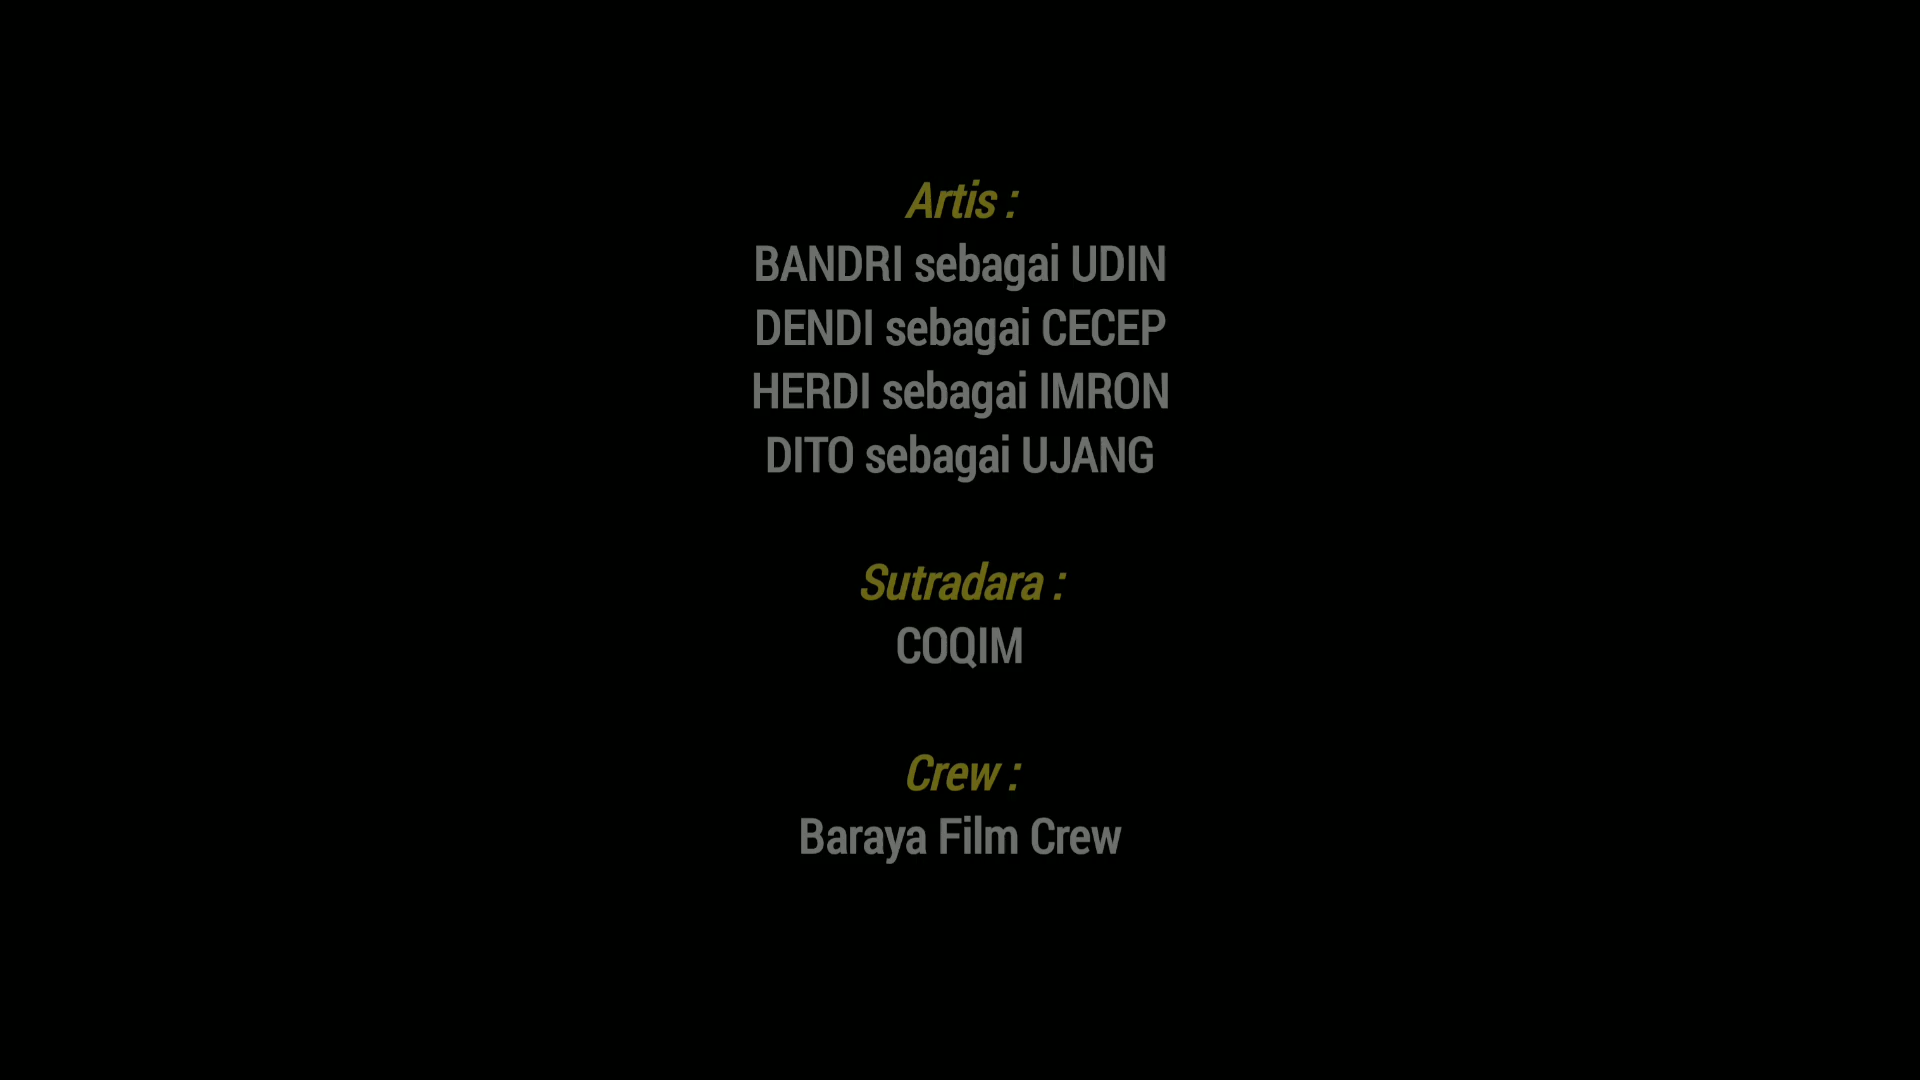 Artis :
BANDRI sebagai UDIN
DENDI sebagai CECEP
HERDI sebagai IMRON
DITO sebagai UJANG
Sutradara :
COQIM
Crew :
Baraya Film Crew